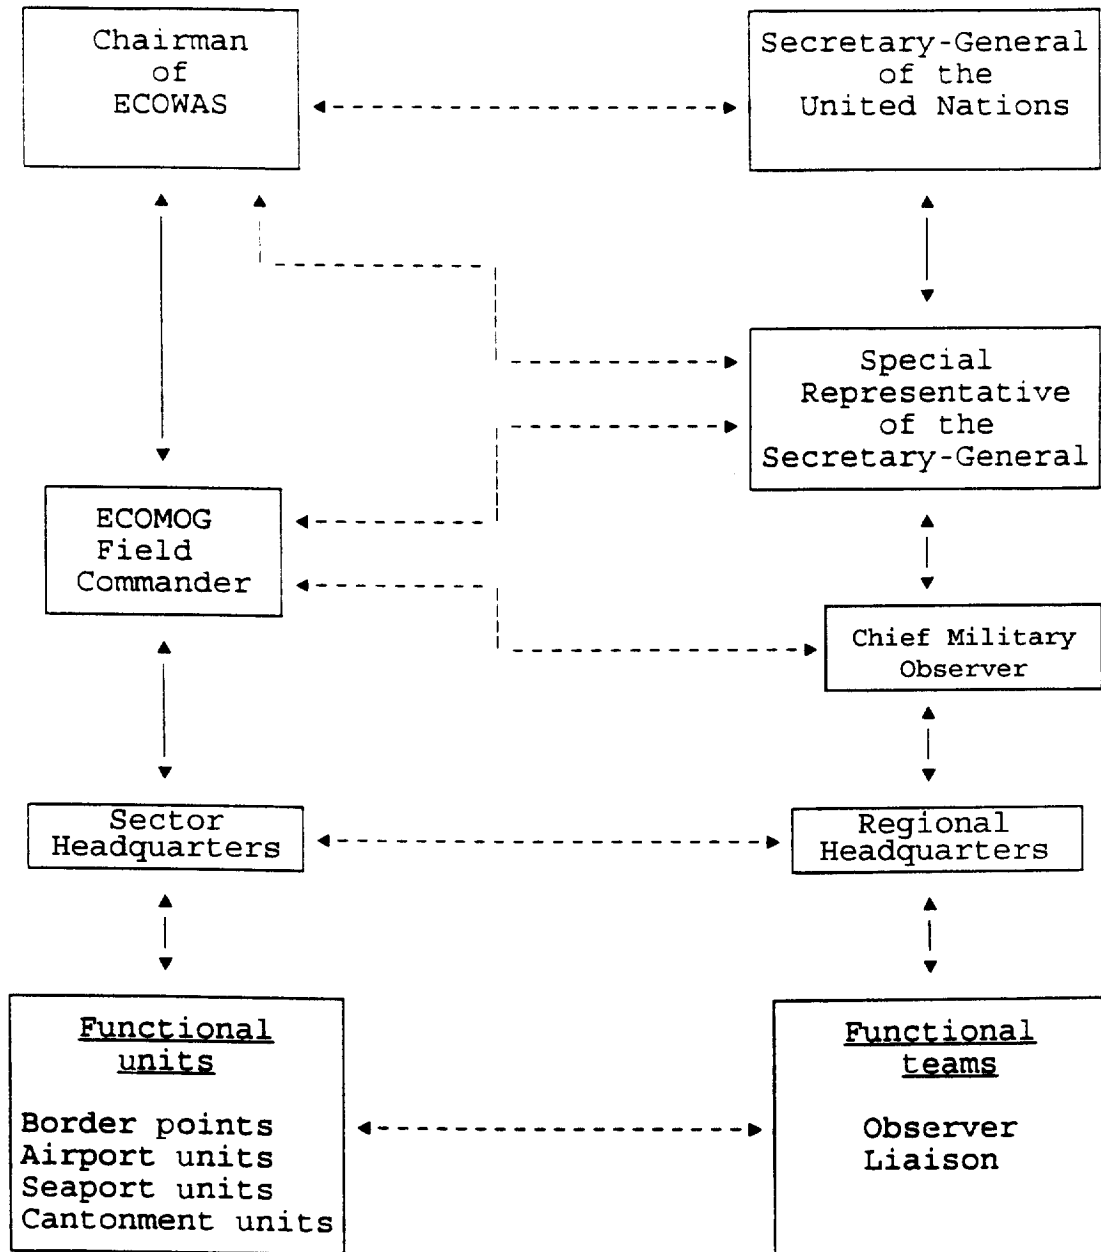 Chairman
of
ECOWAS
Secretary-General
of the
United Nations
Special
Representative
of the
Secretary-General
ECOMOG
Field
Commander
Chief Military
Observer
Sector
Headquarters
Regional
Headquarters
Functional
units
Border points
Airport units
Seaport units
Cantonment units
Functional
teams
Observer
Liaison